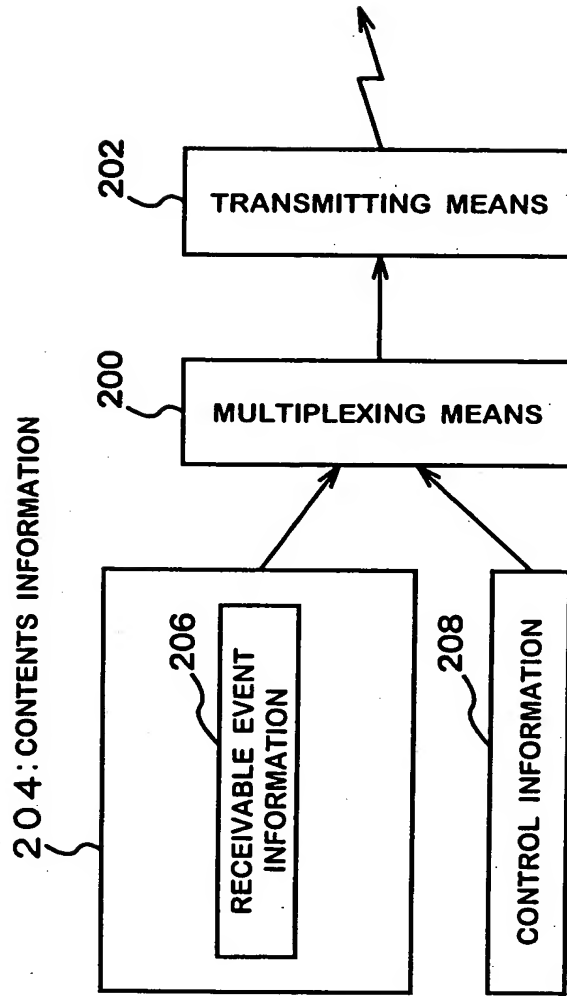 204: CONTENTS INFORMATION
206
RECEIVABLE EVENT
INFORMATION
208
CONTROL INFORMATION
200
MULTIPLEXING MEANS
202
TRANSMITTING MEANS